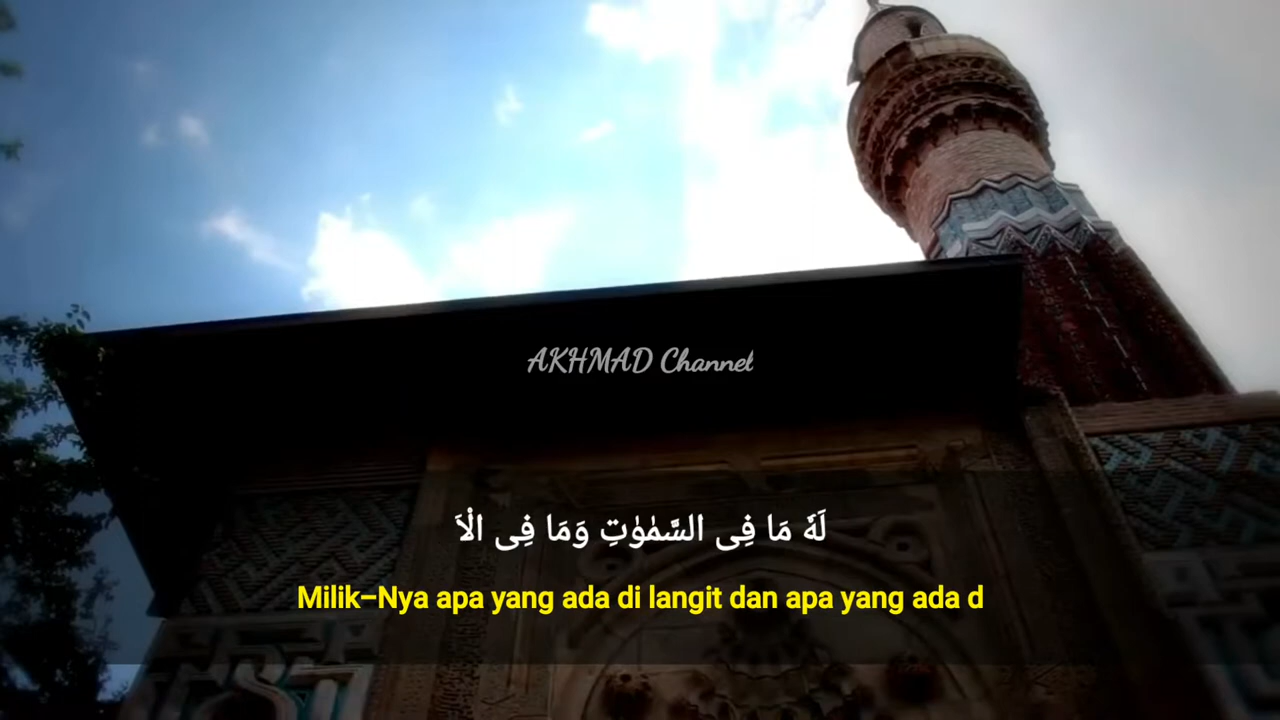 AKHMAD Channel
لَهٗ مَا فِى السَّمٰوٰتِ وَمَا فِى الْاَ
Milik-Nya apa yang ada di langit dan apa yang ada d